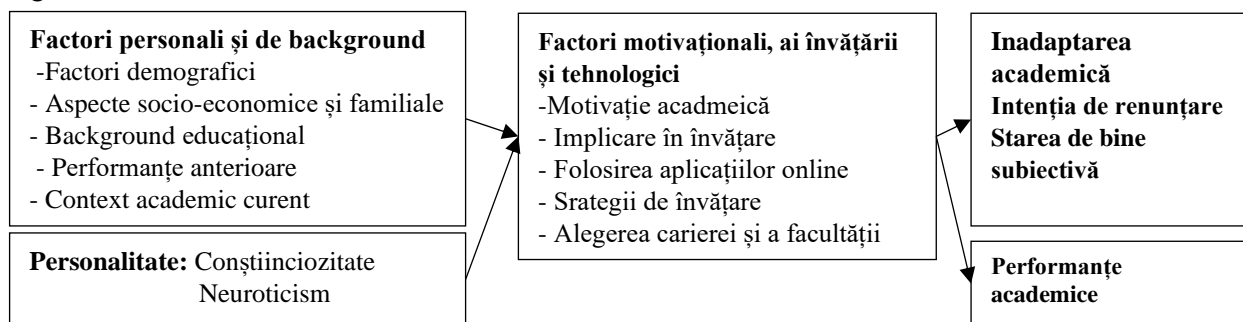 Factori personali și de background
-Factori demografici
- Aspecte socio-economice și familiale
- Background educațional
- Performanțe anterioare
- Context academic curent
Personalitate: Conștiinciozitate
Neuroticism
Factori motivaționali, ai învățării
și tehnologici
-Motivație acadmeică
- Implicare în învățare
- Folosirea aplicațiilor online
- Srategii de învățare
- Alegerea carierei și a facultății
Inadaptarea
academică
Intenția de renunțare
Starea de bine
subiectivă
Performanțe
academice